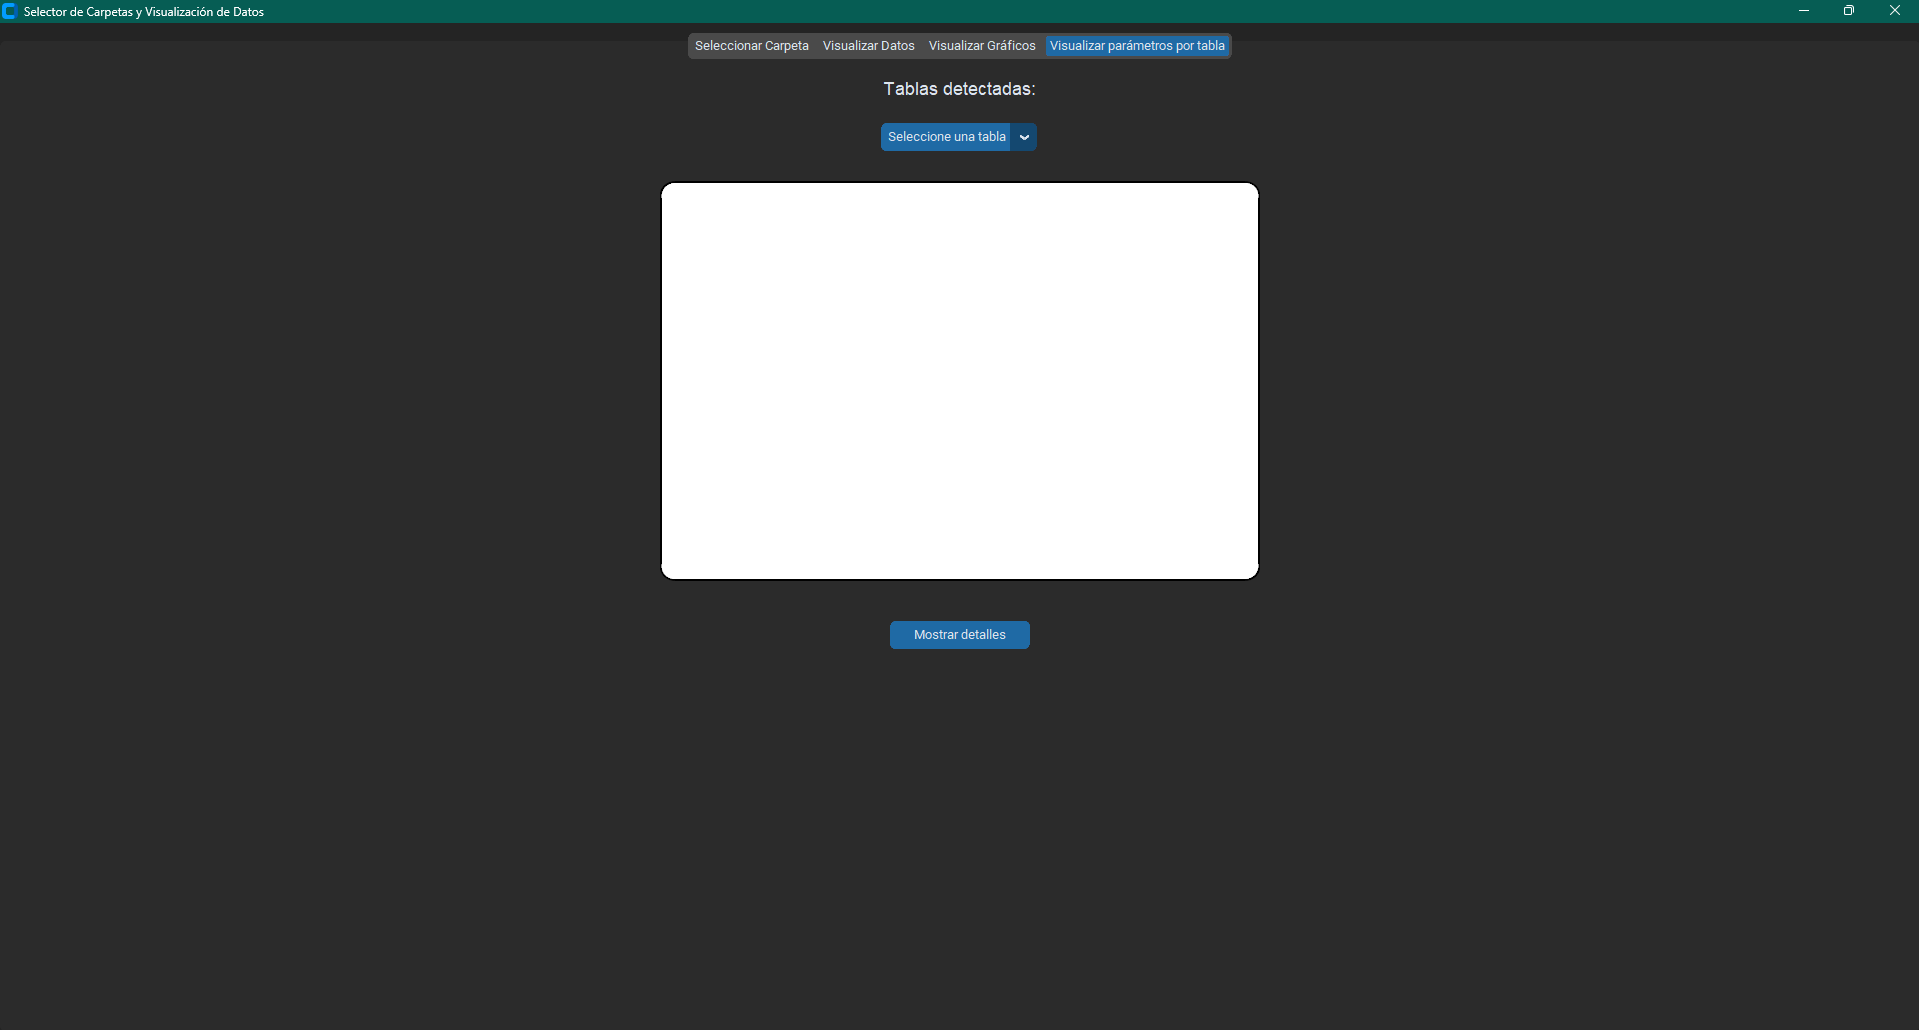 Selector de Carpetas y Visualización de Datos
Seleccionar Carpeta Visualizar Datos Visualizar Gráficos Visualizar parámetros por tabla
Tablas detectadas:
Seleccione una tabla
Mostrar detalles